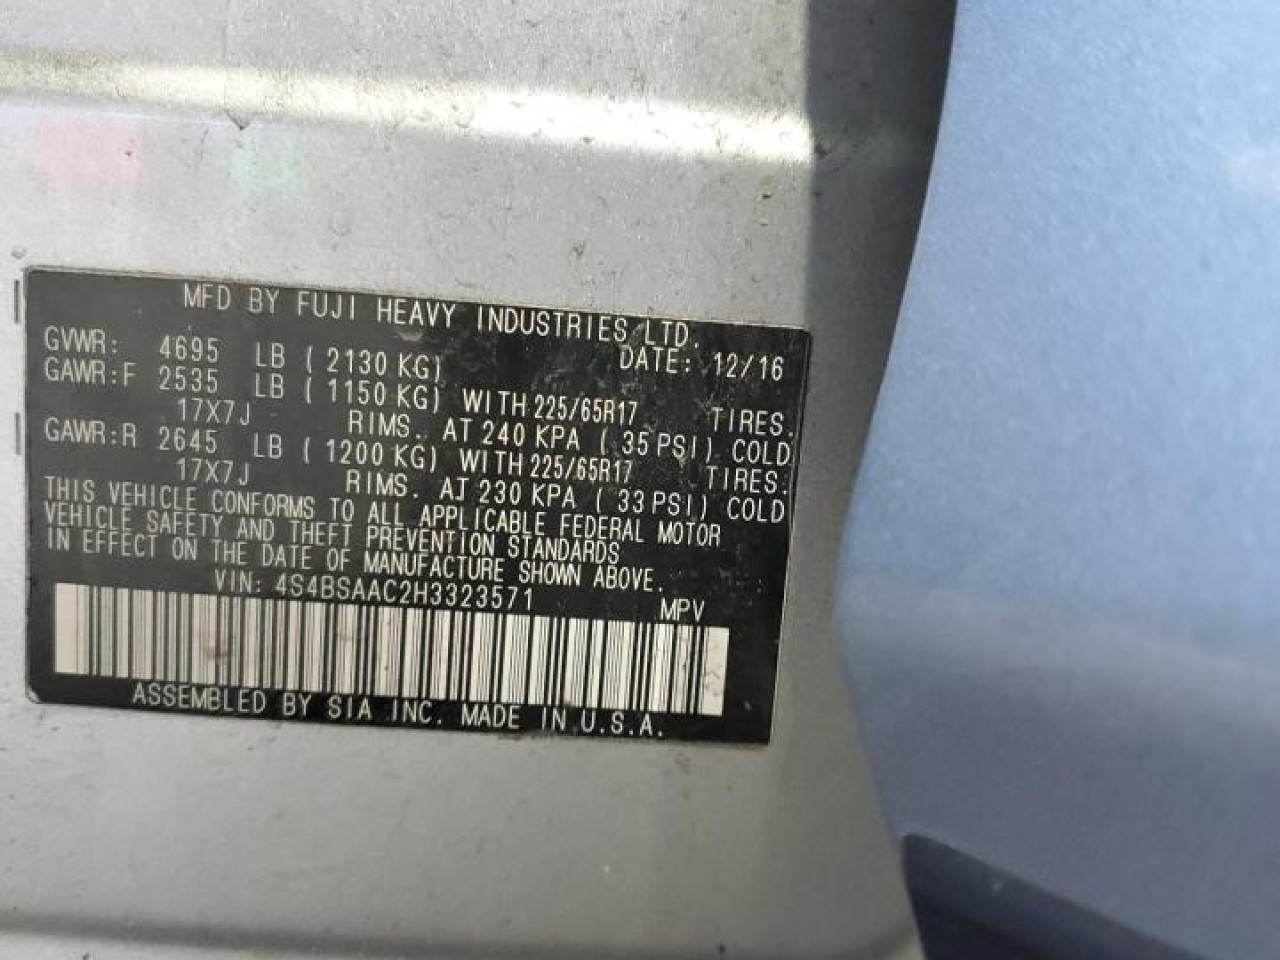 MFD BY FUJI HEAVY INDUSTRIES LTD.
GVWR: 4695 LB ( 2130 KG) DATE: 12/16
GAWR:F 2535 LB ( 1150 KG) WITH 225/65R17 TIRES.
17X7J RIMS. AT 240 KPA ( 35 PSI) COLD
GAWR:R 2645 LB ( 1200 KG) WITH 225/65R17 TIRES.
17X7J RIMS. AT 230 KPA ( 33 PSI) COLD
THIS VEHICLE CONFORMS TO ALL APPLICABLE FEDERAL MOTOR
VEHICLE SAFETY AND THEFT PREVENTION STANDARDS
IN EFFECT ON THE DATE OF MANUFACTURE SHOWN ABOVE.
VIN: 4S4BSAAC2H3323571 MPV
ASSEMBLED BY SIA INC. MADE IN U.S.A.